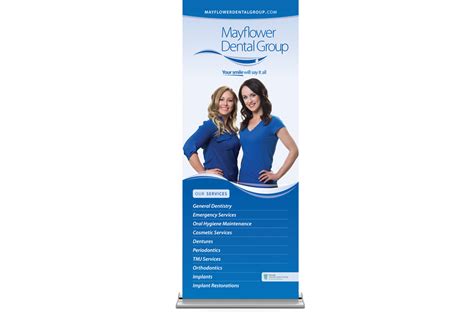 MAYFLOWERDENTALGROUP.COM
Mayflower
Dental Group
Your smile will say it all
OUR SERVICES
General Dentistry
Emergency Services
Oral Hygiene Maintenance
Cosmetic Services
Dentures
Periodontics
TMJ Services
Orthodontics
Implants
Implant Restorations